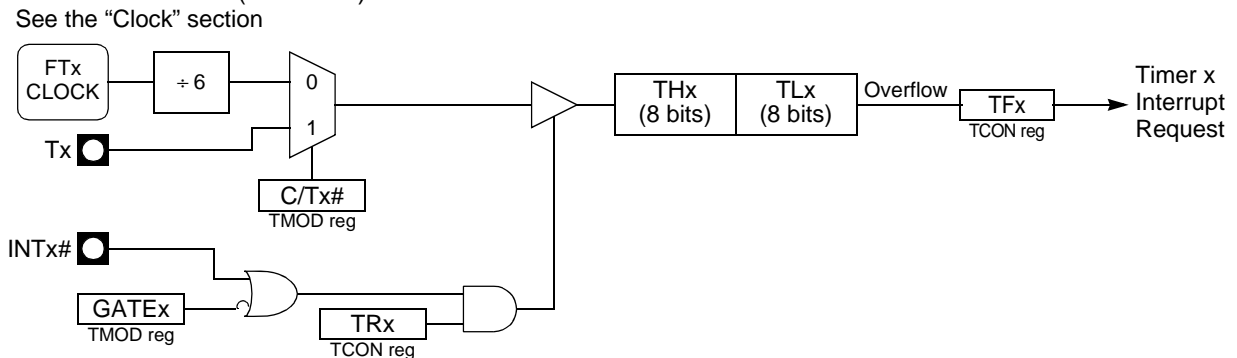 See the “Clock” section
FTx
CLOCK
÷ 6
0
1
Tx
C/Tx#
TMOD reg
THx
(8 bits)
TLx
(8 bits)
Overflow
TFx
TCON reg
Timer x
Interrupt
Request
INTx#
GATEx
TMOD reg
TRx
TCON reg